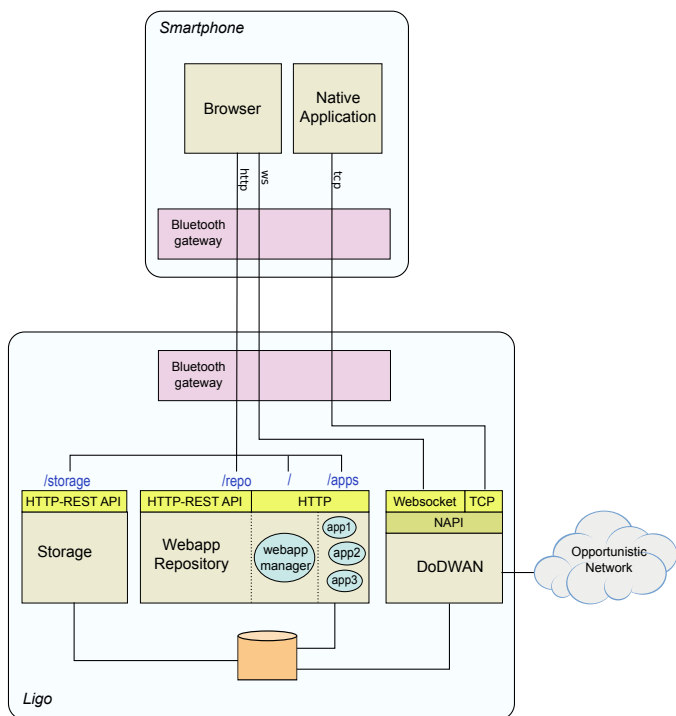 Smartphone
Browser
Native
Application
http
ws
tcp
Bluetooth
gateway
Bluetooth
gateway
/storage
/repo
/
/apps
HTTP-REST API
HTTP-REST API
HTTP
Websocket
TCP
NAPI
Storage
Webapp
Repository
webapp
manager
app1
app2
app3
DoDWAN
Opportunistic
Network
Ligo